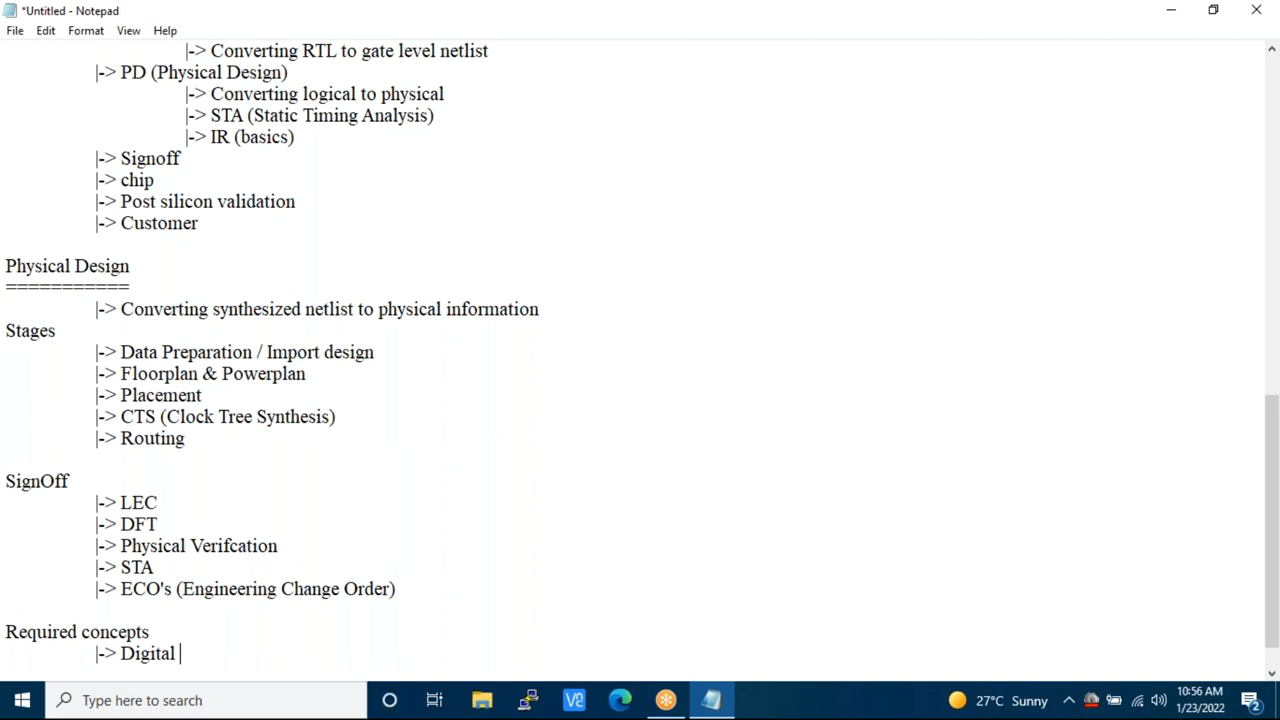 *Untitled - Notepad
File Edit Format View Help
|-> Converting RTL to gate level netlist
|-> PD (Physical Design)
|-> Converting logical to physical
|-> STA (Static Timing Analysis)
|-> IR (basics)
|-> Signoff
|-> chip
|-> Post silicon validation
|-> Customer
Physical Design
===========
|-> Converting synthesized netlist to physical information
Stages
|-> Data Preparation / Import design
|-> Floorplan & Powerplan
|-> Placement
|-> CTS (Clock Tree Synthesis)
|-> Routing
SignOff
|-> LEC
|-> DFT
|-> Physical Verifcation
|-> STA
|-> ECO's (Engineering Change Order)
Required concepts
|-> Digital
Type here to search
27°C Sunny
10:56 AM
1/23/2022
2